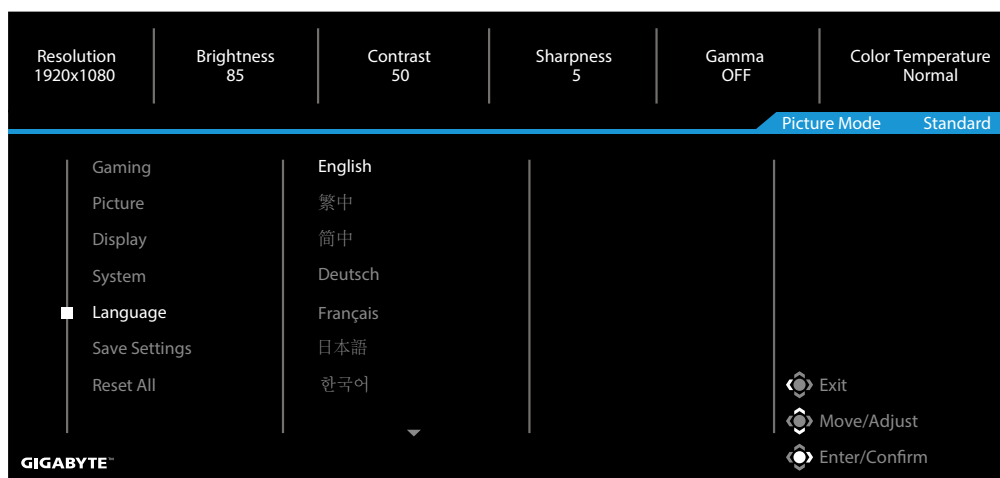 Resolution
1920x1080
Brightness
85
Contrast
50
Sharpness
5
Gamma
OFF
Color Temperature
Normal
Picture Mode Standard
Gaming
Picture
Display
System
Language
Save Settings
Reset All
English
繁中
简中
Deutsch
Français
日本語
한국어
Exit
Move/Adjust
Enter/Confirm
GIGABYTE™